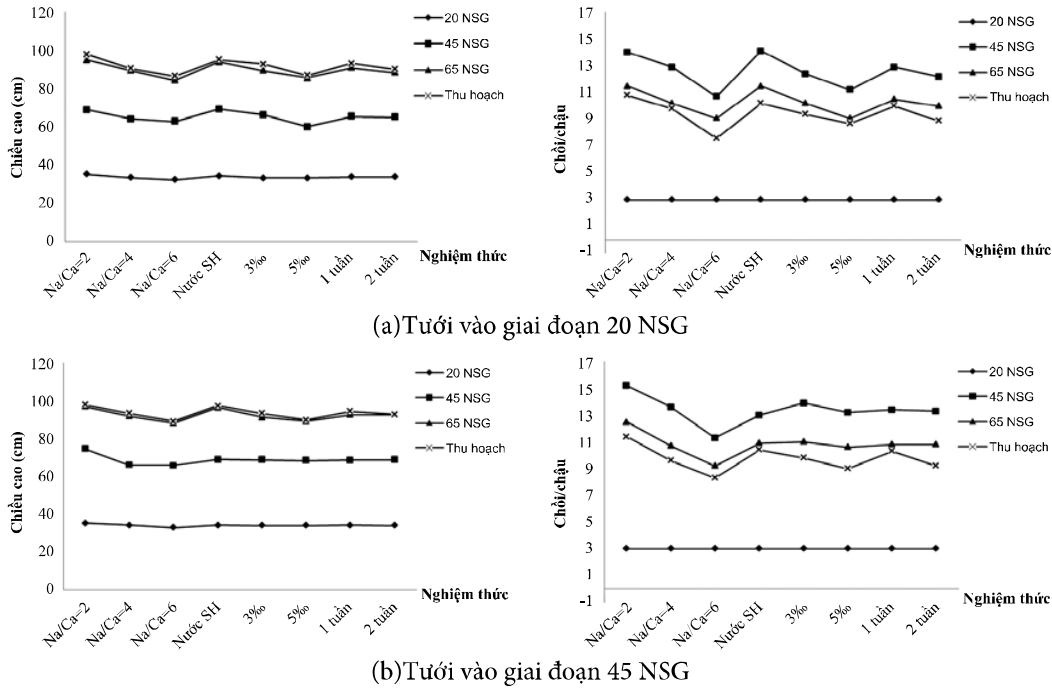 Chiều cao (cm)
120
100
80
60
40
20
0
20 NSG
45 NSG
65 NSG
Thu hoạch
Na/Ca=2
Na/Ca=4
Na/Ca=6
Nước SH
3‰
5‰
1 tuần
2 tuần
Nghiệm thức
Chồi/chậu
17
15
13
11
9
7
5
3
1
-1
20 NSG
45 NSG
65 NSG
Thu hoạch
Na/Ca=2
Na/Ca=4
Na/Ca=6
Nước SH
3‰
5‰
1 tuần
2 tuần
Nghiệm thức
(a)Tưới vào giai đoạn 20 NSG
Chiều cao (cm)
120
100
80
60
40
20
0
20 NSG
45 NSG
65 NSG
Thu hoạch
Na/Ca=2
Na/Ca=4
Na/Ca=6
Nước SH
3‰
5‰
1 tuần
2 tuần
Nghiệm thức
Chồi/chậu
17
15
13
11
9
7
5
3
1
-1
20 NSG
45 NSG
65 NSG
Thu hoạch
Na/Ca=2
Na/Ca=4
Na/Ca=6
Nước SH
3‰
5‰
1 tuần
2 tuần
Nghiệm thức
(b)Tưới vào giai đoạn 45 NSG